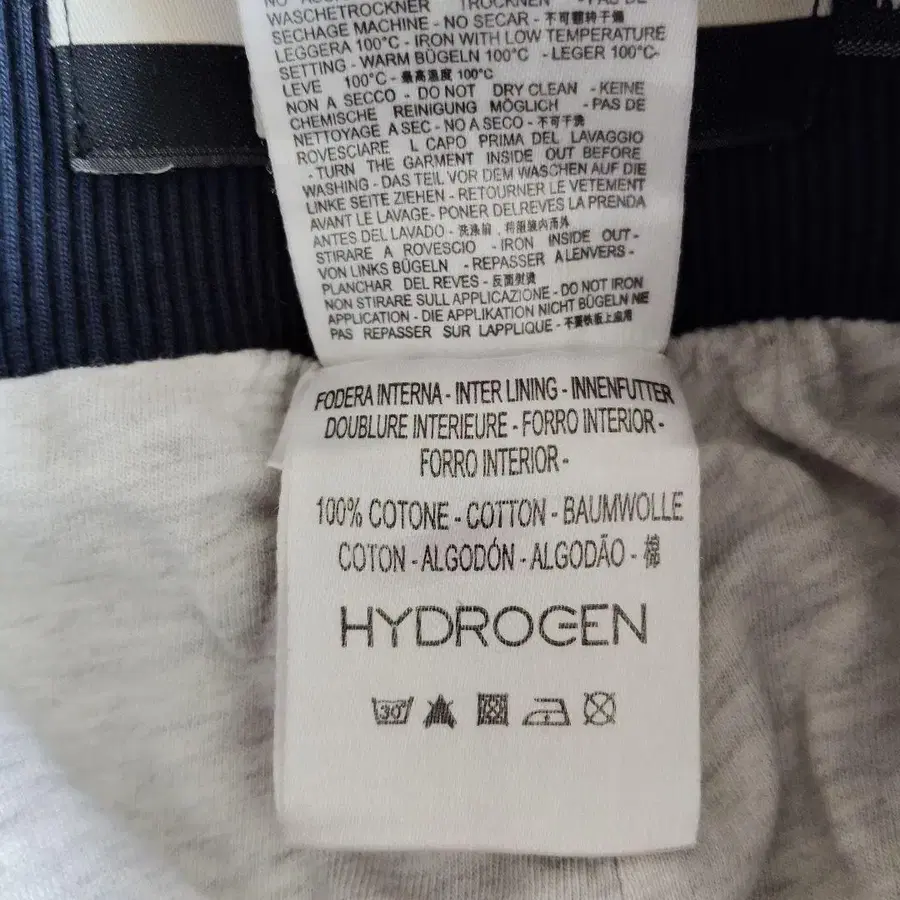 WASCHETROCKNER TROCKNEN - PAS DE
SECHAGE MACHINE - NO SECAR - 不可翻转干燥
LEGGERA 100°C - IRON WITH LOW TEMPERATURE
SETTING - WARM BÜGELN 100°C - LEGER 100°C-
LEVE 100°C - 最高温度 100°C
NON A SECCO - DO NOT DRY CLEAN - KEINE
CHEMISCHE REINIGUNG MÖGLICH - PAS DE
NETTOYAGE A SEC - NO A SECO - 不可干洗
ROVESCIARE L CAPO PRIMA DEL LAVAGGIO
- TURN THE GARMENT INSIDE OUT BEFORE
WASHING - DAS TEIL VOR DEM WASCHEN AUF DIE
LINKE SEITE ZIEHEN - RETOURNER LE VETEMENT
AVANT LE LAVAGE- PONER DELREVES LA PRENDA
ANTES DEL LAVADO -
STIRARE A ROVESCIO - IRON INSIDE OUT-
VON LINKS BÜGELN - REPASSER A LENVERS -
PLANCHAR DEL REVES - 反面熨烫
NON STIRARE SULL APPLICAZIONE - DO NOT IRON
APPLICATION - DIE APPLIKATION NICHT BÜGELN NE
PAS REPASSER SUR LAPPLIQUE -
FODERA INTERNA - INTER LINING - INNENFUTTER
DOUBLURE INTERIEURE - FORRO INTERIOR -
FORRO INTERIOR -
100% COTONE - COTTON - BAUMWOLLE
COTON - ALGODÓN - ALGODÃO - 棉
HYDROGEN
30°